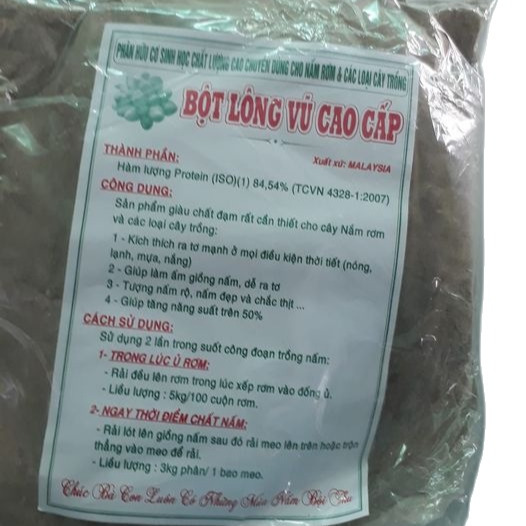 PHÂN HỮU CƠ SINH HỌC CHẤT LƯỢNG CAO CHUYÊN DÙNG CHO NẤM RƠM & CÁC LOẠI CÂY TRỒNG
BỘT LÔNG VŨ CAO CẤP
Xuất xứ: MALAYSIA
THÀNH PHẦN:
Hàm lượng Protein (ISO)(1) 84,54% (TCVN 4328-1:2007)
CÔNG DỤNG:
Sản phẩm giàu chất đạm rất cần thiết cho cây Nấm rơm
và các loại cây trồng:
1 - Kích thích ra tơ mạnh ở mọi điều kiện thời tiết (nóng,
lạnh, mưa, nắng)
2 - Giúp làm ấm giống nấm, dễ ra tơ
3 - Tượng nấm rộ, nấm đẹp và chắc thịt ...
4 - Giúp tăng năng suất trên 50%
CÁCH SỬ DỤNG:
Sử dụng 2 lần trong suốt công đoạn trồng nấm:
1- TRONG LÚC Ủ RƠM:
- Rải đều lên rơm trong lúc xếp rơm vào đống ủ.
- Liều lượng : 5kg/100 cuộn rơm.
2- NGAY THỜI ĐIỂM CHẤT NẤM:
- Rải lót lên giống nấm sau đó rải meo lên trên hoặc trộn
thẳng vào meo để rải.
- Liều lượng : 3kg phân/ 1 bao meo.
Chúc Bà Con Luôn Có Những Mùa Nấm Bội Thu